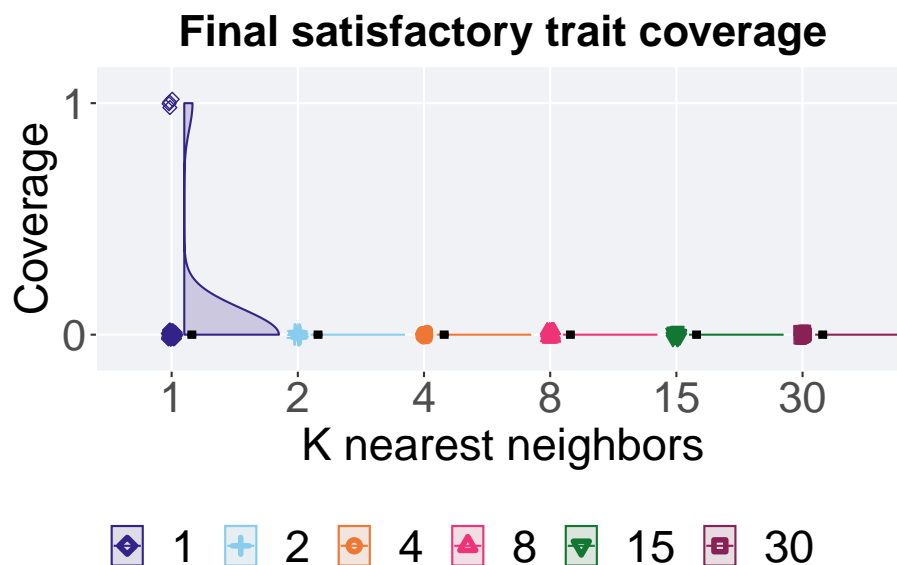 Final satisfactory trait coverage
1
0
Coverage
1 2 4 8 15 30
K nearest neighbors
1 2 4 8 15 30